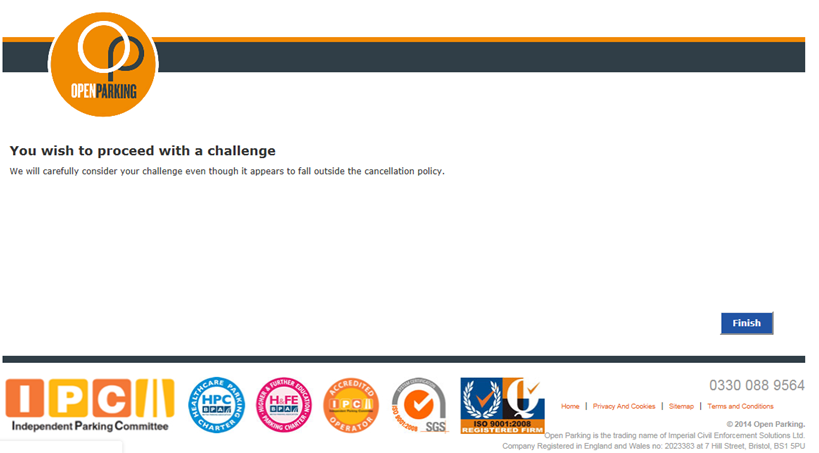 OPENPARKING
You wish to proceed with a challenge
We will carefully consider your challenge even though it appears to fall outside the cancellation policy.
Finish
IPC
Independent Parking Committee
HEALTHCARE PARKING CHARTER
HPC
BPA
HIGHER & FURTHER EDUCATION PARKING CHARTER
H&FE
BPA
ACCREDITED
IPC
Independent Parking Committee
OPERATOR
ISO 9001:2008
SGS
Q
ISO 9001:2008
REGISTERED FIRM
0330 088 9564
Home | Privacy And Cookies | Sitemap | Terms and Conditions
© 2014 Open Parking.
Open Parking is the trading name of Imperial Civil Enforcement Solutions Ltd.
Company Registered in England and Wales no: 2023363 at 7 Hill Street, Bristol, BS1 5PU